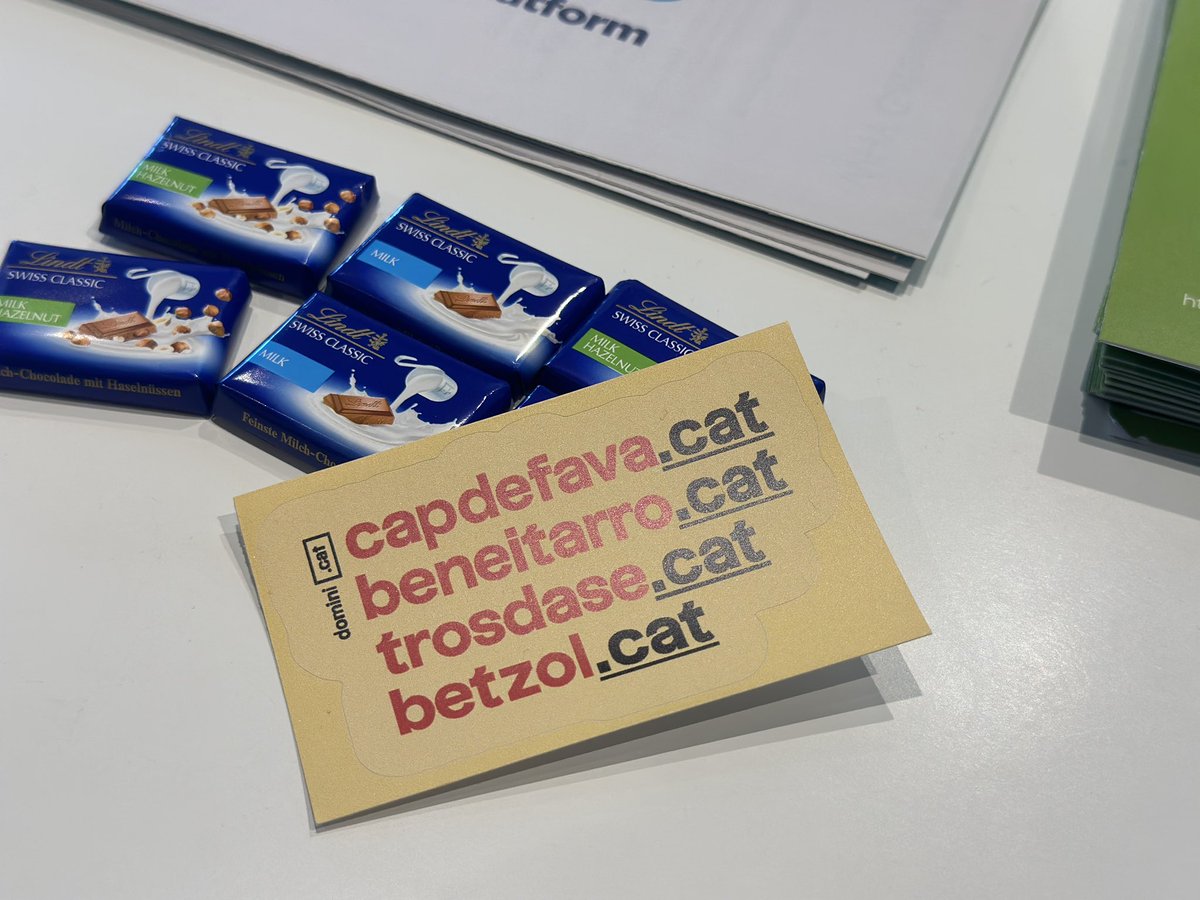 form
Lindt
SWISS CLASSIC
MILK
HAZELNUT
Lindt
SWISS CLASSIC
MILK
Lindt
SWISS CLASSIC
MILK
HAZELNUT
ch-Chocolade mit Haselnüssen
Lindt
SWISS CLASSIC
MILK
Feinste Milch-Cho
Lindt
SWISS CLASSIC
MILK
HAZELNUT
domini .cat
capdefava.cat
beneitarro.cat
trosdase.cat
betzol.cat
h